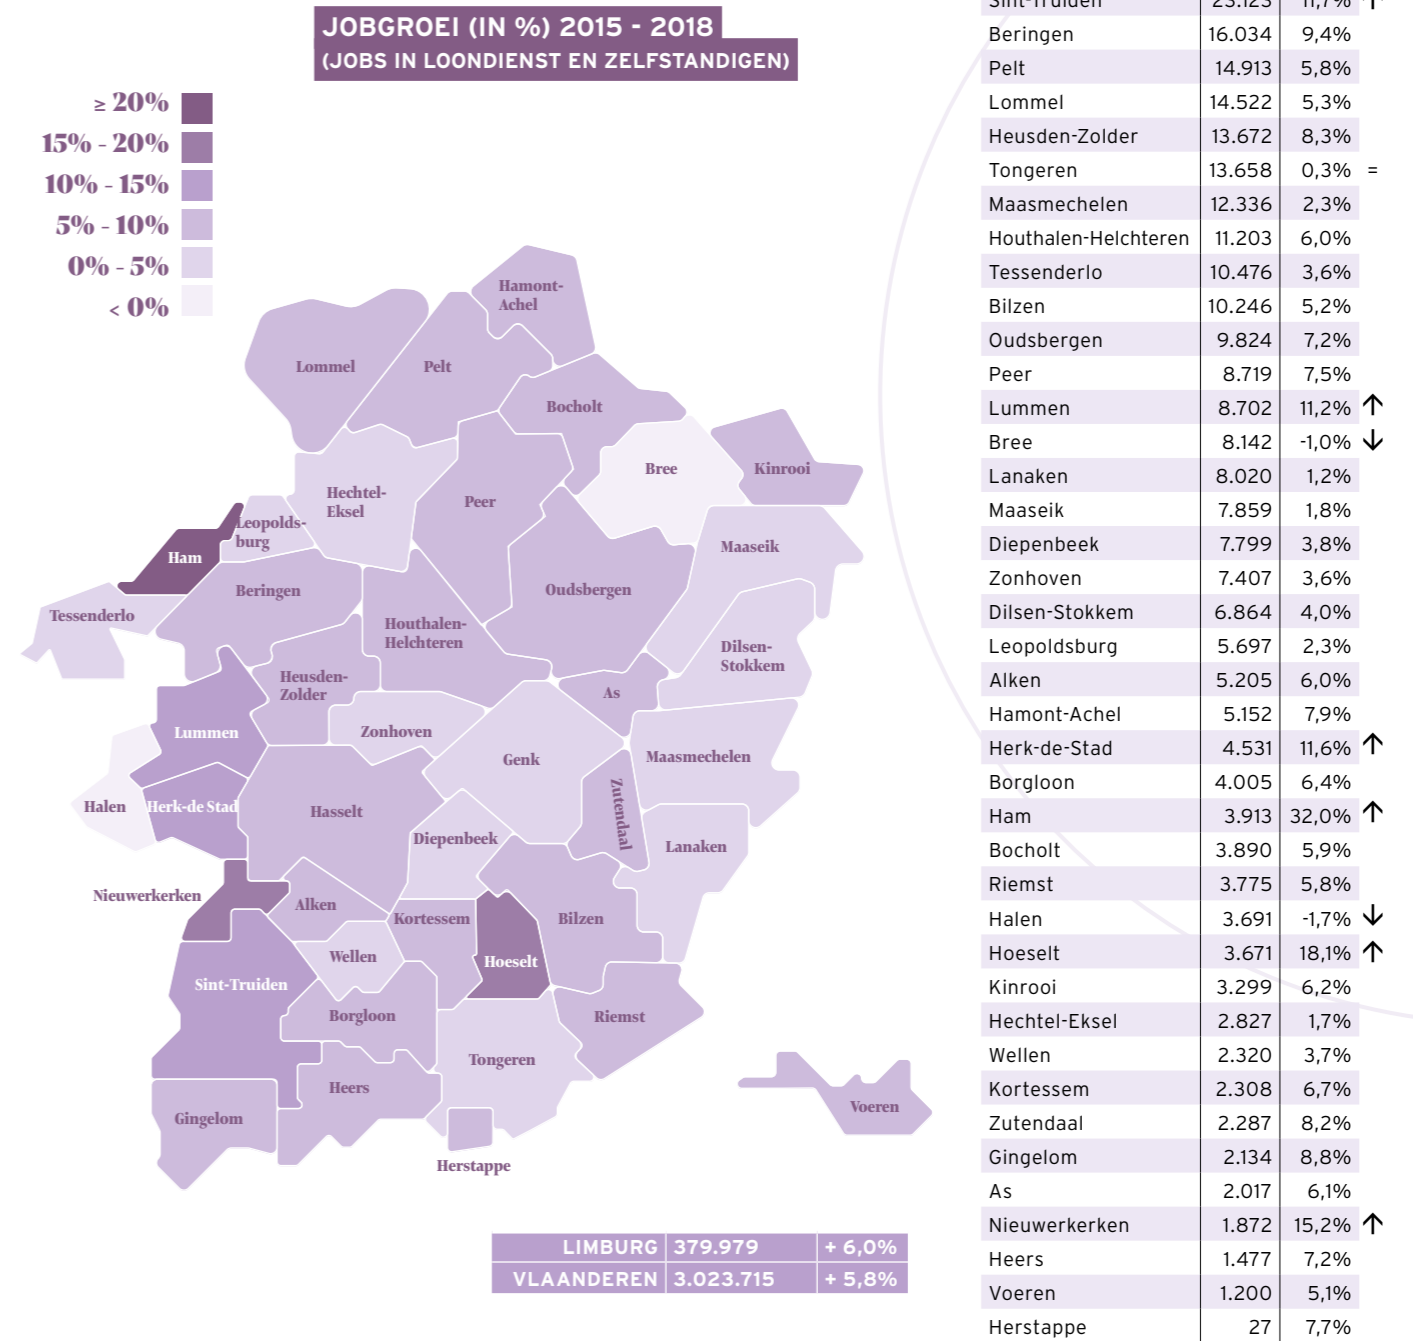 JOBGROEI (IN %) 2015 - 2018
(JOBS IN LOONDIENST EN ZELFSTANDIGEN)
≥ 20%
15% - 20%
10% - 15%
5% - 10%
0% - 5%
< 0%
Hamont-
Achel
Lommel
Pelt
Bocholt
Bree
Kinrooi
Hechtel-
Eksel
Peer
Leopolds-
burg
Ham
Maaseik
Beringen
Oudsbergen
Tessenderlo
Houthalen-
Helchteren
Dilsen-
Stokkem
Heusden-
Zolder
As
Lummen
Zonhoven
Genk
Maasmechelen
Halen
Herk-de Stad
Hasselt
Zutendaal
Diepenbeek
Lanaken
Nieuwerkerken
Alken
Kortessem
Bilzen
Wellen
Hoeselt
Sint-Truiden
Borgloon
Riemst
Tongeren
Heers
Voeren
Gingelom
Herstappe
LIMBURG 379.979 + 6,0%
VLAANDEREN 3.023.715 + 5,8%
Sint-Truiden 23.123 11,7% ↑
Beringen 16.034 9,4%
Pelt 14.913 5,8%
Lommel 14.522 5,3%
Heusden-Zolder 13.672 8,3%
Tongeren 13.658 0,3% =
Maasmechelen 12.336 2,3%
Houthalen-Helchteren 11.203 6,0%
Tessenderlo 10.476 3,6%
Bilzen 10.246 5,2%
Oudsbergen 9.824 7,2%
Peer 8.719 7,5%
Lummen 8.702 11,2% ↑
Bree 8.142 -1,0% ↓
Lanaken 8.020 1,2%
Maaseik 7.859 1,8%
Diepenbeek 7.799 3,8%
Zonhoven 7.407 3,6%
Dilsen-Stokkem 6.864 4,0%
Leopoldsburg 5.697 2,3%
Alken 5.205 6,0%
Hamont-Achel 5.152 7,9%
Herk-de-Stad 4.531 11,6% ↑
Borgloon 4.005 6,4%
Ham 3.913 32,0% ↑
Bocholt 3.890 5,9%
Riemst 3.775 5,8%
Halen 3.691 -1,7% ↓
Hoeselt 3.671 18,1% ↑
Kinrooi 3.299 6,2%
Hechtel-Eksel 2.827 1,7%
Wellen 2.320 3,7%
Kortessem 2.308 6,7%
Zutendaal 2.287 8,2%
Gingelom 2.134 8,8%
As 2.017 6,1%
Nieuwerkerken 1.872 15,2% ↑
Heers 1.477 7,2%
Voeren 1.200 5,1%
Herstappe 27 7,7%